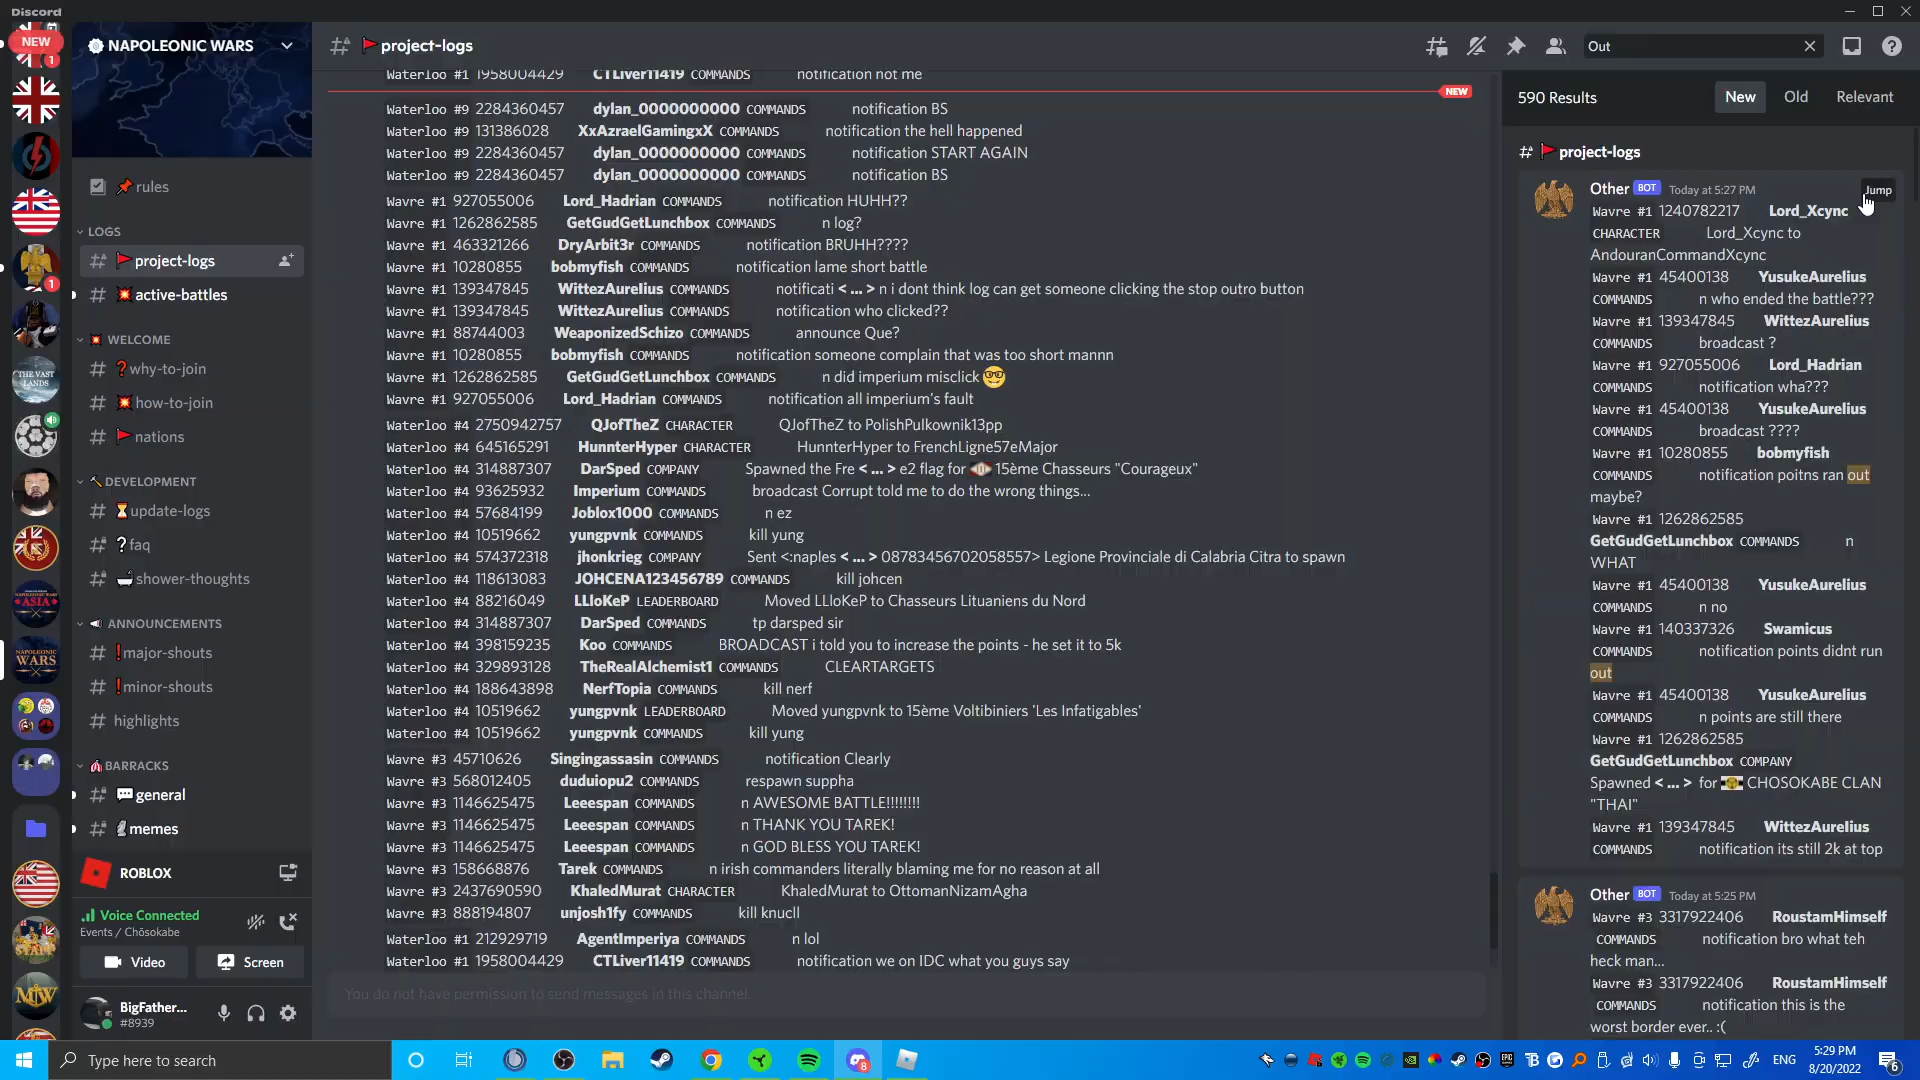 Discord
NEW
1
1
THE VAST LANDS
NAPOLEONIC WARS
ASIA
NAPOLEONIC WARS
STAFF
NAPOLEONIC WARS
rules
LOGS
project-logs
active-battles
WELCOME
why-to-join
how-to-join
nations
DEVELOPMENT
update-logs
faq
shower-thoughts
ANNOUNCEMENTS
major-shouts
minor-shouts
highlights
BARRACKS
general
memes
ROBLOX
Voice Connected
Events / Chōsokabe
Video
Screen
BigFather...
#8939
project-logs
Out
Waterloo #1 1958004429 CTLiver11419 COMMANDS notification not me
NEW
Waterloo #9 2284360457 dylan_0000000000 COMMANDS notification BS
Waterloo #9 131386028 XxAzraelGamingxX COMMANDS notification the hell happened
Waterloo #9 2284360457 dylan_0000000000 COMMANDS notification START AGAIN
Waterloo #9 2284360457 dylan_0000000000 COMMANDS notification BS
Wavre #1 927055006 Lord_Hadrian COMMANDS notification HUHH??
Wavre #1 1262862585 GetGudGetLunchbox COMMANDS n log?
Wavre #1 463321266 DryArbit3r COMMANDS notification BRUHH????
Wavre #1 10280855 bobmyfish COMMANDS notification lame short battle
Wavre #1 139347845 WittezAurelius COMMANDS notificati < ... > n i dont think log can get someone clicking the stop outro button
Wavre #1 139347845 WittezAurelius COMMANDS notification who clicked??
Wavre #1 88744003 WeaponizedSchizo COMMANDS announce Que?
Wavre #1 10280855 bobmyfish COMMANDS notification someone complain that was too short mannn
Wavre #1 1262862585 GetGudGetLunchbox COMMANDS n did imperium misclick 🤓
Wavre #1 927055006 Lord_Hadrian COMMANDS notification all imperium's fault
Waterloo #4 2750942757 QJofTheZ CHARACTER QJofTheZ to PolishPulkownik13pp
Waterloo #4 645165291 HunnterHyper CHARACTER HunnterHyper to FrenchLigne57eMajor
Waterloo #4 314887307 DarSped COMPANY Spawned the Fre < ... > e2 flag for 15ème Chasseurs "Courageux"
Waterloo #4 93625932 Imperium COMMANDS broadcast Corrupt told me to do the wrong things...
Waterloo #4 57684199 Joblox1000 COMMANDS n ez
Waterloo #4 10519662 yungpvnk COMMANDS kill yung
Waterloo #4 574372318 jhonkrieg COMPANY Sent <:naples < ... > 08783456702058557> Legione Provinciale di Calabria Citra to spawn
Waterloo #4 118613083 JOHCENA123456789 COMMANDS kill johcen
Waterloo #4 88216049 LLloKeP LEADERBOARD Moved LLloKeP to Chasseurs Lituaniens du Nord
Waterloo #4 314887307 DarSped COMMANDS tp darsped sir
Waterloo #4 398159235 Koo COMMANDS BROADCAST i told you to increase the points - he set it to 5k
Waterloo #4 329893128 TheRealAlchemist1 COMMANDS CLEARTARGETS
Waterloo #4 188643898 NerfTopia COMMANDS kill nerf
Waterloo #4 10519662 yungpvnk LEADERBOARD Moved yungpvnk to 15ème Voltibiniers 'Les Infatigables'
Waterloo #4 10519662 yungpvnk COMMANDS kill yung
Wavre #3 45710626 Singingassasin COMMANDS notification Clearly
Wavre #3 568012405 duduiopu2 COMMANDS respawn suppha
Wavre #3 1146625475 Leeespan COMMANDS n AWESOME BATTLE!!!!!!!!
Wavre #3 1146625475 Leeespan COMMANDS n THANK YOU TAREK!
Wavre #3 1146625475 Leeespan COMMANDS n GOD BLESS YOU TAREK!
Wavre #3 158668876 Tarek COMMANDS n irish commanders literally blaming me for no reason at all
Wavre #3 2437690590 KhaledMurat CHARACTER KhaledMurat to OttomanNizamAgha
Wavre #3 888194807 unjosh1fy COMMANDS kill knucll
Waterloo #1 212929719 AgentImperiya COMMANDS n lol
Waterloo #1 1958004429 CTLiver11419 COMMANDS notification we on IDC what you guys say
You do not have permission to send messages in this channel.
590 Results
New
Old
Relevant
project-logs
Other BOT Today at 5:27 PM
Jump
Wavre #1 1240782217 Lord_Xcync
CHARACTER Lord_Xcync to
AndouranCommandXcync
Wavre #1 45400138 YusukeAurelius
COMMANDS n who ended the battle???
Wavre #1 139347845 WittezAurelius
broadcast ?
Wavre #1 927055006 Lord_Hadrian
COMMANDS notification wha???
Wavre #1 45400138 YusukeAurelius
broadcast ????
Wavre #1 10280855 bobmyfish
COMMANDS notification poitns ran out
maybe?
Wavre #1 1262862585
GetGudGetLunchbox COMMANDS n
WHAT
Wavre #1 45400138 YusukeAurelius
COMMANDS n no
Wavre #1 140337326 Swamicus
COMMANDS notification points didnt run
out
Wavre #1 45400138 YusukeAurelius
COMMANDS n points are still there
Wavre #1 1262862585
GetGudGetLunchbox COMPANY
Spawned < ... > for CHOSOKABE CLAN
"THAI"
Wavre #1 139347845 WittezAurelius
COMMANDS notification its still 2k at top
Other BOT Today at 5:25 PM
Wavre #3 3317922406 RoustamHimself
COMMANDS notification bro what teh
heck man...
Wavre #3 3317922406 RoustamHimself
COMMANDS notification this is the
worst border ever.. :(
Type here to search
8
ENG
5:29 PM
8/20/2022
6